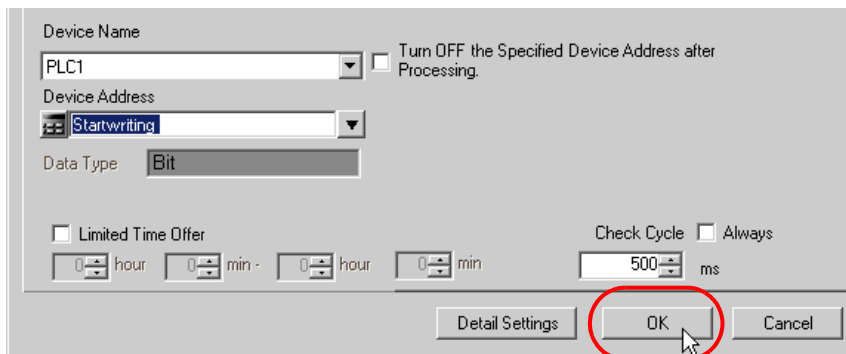 Device Name
PLC1
Turn OFF the Specified Device Address after
Processing.
Device Address
Startwriting
Data Type Bit
Limited Time Offer
Check Cycle Always
0 hour 0 min - 0 hour 0 min
500 ms
Detail Settings OK Cancel